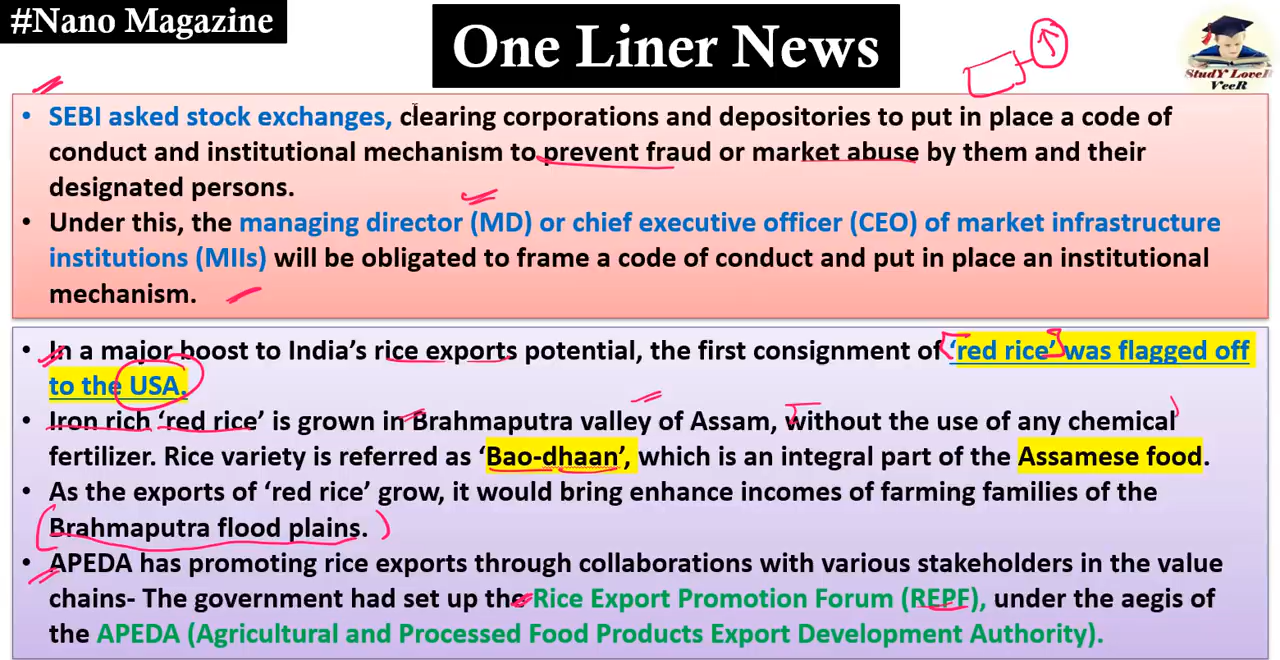 #Nano Magazine
One Liner News
StudY LoveR
VeeR
• SEBI asked stock exchanges, clearing corporations and depositories to put in place a code of
conduct and institutional mechanism to prevent fraud or market abuse by them and their
designated persons.
• Under this, the managing director (MD) or chief executive officer (CEO) of market infrastructure
institutions (MIIs) will be obligated to frame a code of conduct and put in place an institutional
mechanism.
• In a major boost to India's rice exports potential, the first consignment of 'red rice' was flagged off
to the USA.
• Iron rich 'red rice' is grown in Brahmaputra valley of Assam, without the use of any chemical
fertilizer. Rice variety is referred as 'Bao-dhaan', which is an integral part of the Assamese food.
• As the exports of 'red rice' grow, it would bring enhance incomes of farming families of the
Brahmaputra flood plains.
• APEDA has promoting rice exports through collaborations with various stakeholders in the value
chains- The government had set up the Rice Export Promotion Forum (REPF), under the aegis of
the APEDA (Agricultural and Processed Food Products Export Development Authority).